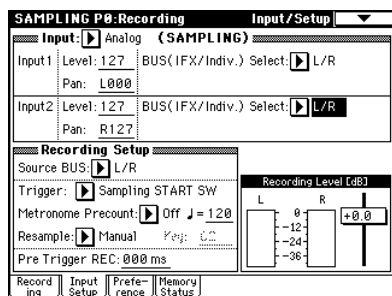 SAMPLING P0:Recording Input/Setup
Input: Analog (SAMPLING)
Input1 Level: 127 BUS(IFX/Indiv.) Select: L/R
Pan: L000
Input2 Level: 127 BUS(IFX/Indiv.) Select: L/R
Pan: R127
Recording Setup
Source BUS: L/R
Trigger: Sampling START SW
Metronome Precount: Off ♩= 120
Resample: Manual Key: C2
Pre Trigger REC: 000 ms
Recording Level [dB]
L R
0
+0.0
-12
-24
-36
Record ing
Input Setup
Prefe- rence
Memory Status